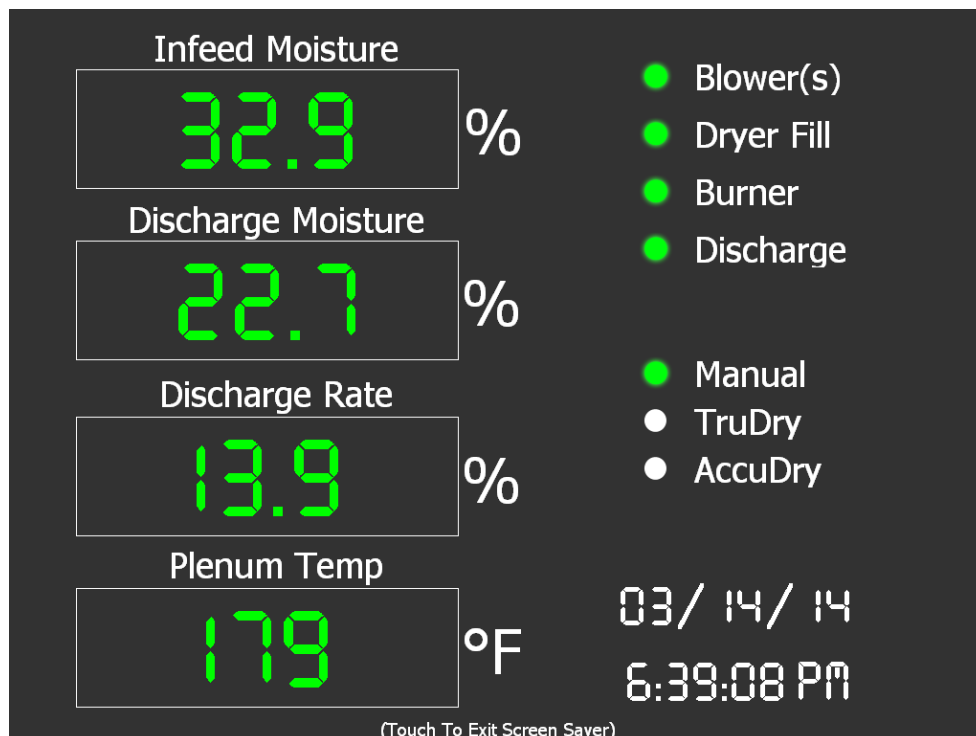 Infeed Moisture
32.9 %
Discharge Moisture
22.7 %
Discharge Rate
13.9 %
Plenum Temp
179 °F
Blower(s)
Dryer Fill
Burner
Discharge
Manual
TruDry
AccuDry
03/14/14
6:39:08 PM
(Touch To Exit Screen Saver)